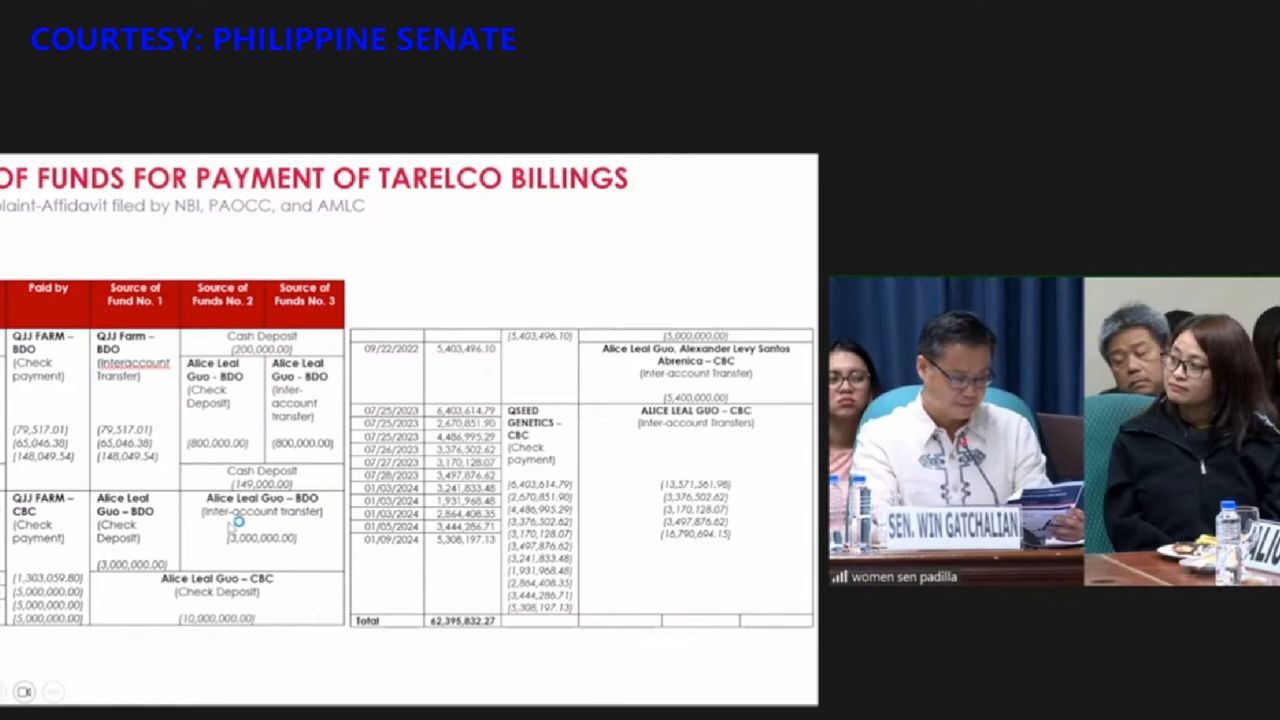 COURTESY: PHILIPPINE SENATE
OF FUNDS FOR PAYMENT OF TARELCO BILLINGS
plaint-Affidavit filed by NBI, PAOCC, and AMLC
Paid by
Source of
Fund No. 1
Source of
Funds No. 2
Source of
Funds No. 3
QJJ FARM –
BDO
(Check
payment)
(79,517.01)
(65,046.38)
(148,049.54)
QJJ Farm –
BDO
(Interaccount
Transfer)
(79,517.01)
(65,046.38)
(148,049.54)
Cash Deposit
(200,000.00)
Alice Leal
Guo - BDO
(Check
Deposit)
(800,000.00)
Alice Leal
Guo - BDO
(Inter-
account
transfer)
(800,000.00)
Cash Deposit
(149,000.00)
QJJ FARM –
CBC
(Check
payment)
(1,303,059.80)
(5,000,000.00)
(5,000,000.00)
(5,000,000.00)
Alice Leal
Guo – BDO
(Check
Deposit)
(3,000,000.00)
Alice Leal Guo – BDO
(Inter-account transfer)
(3,000,000.00)
Alice Leal Guo – CBC
(Check Deposit)
(10,000,000.00)
(5,403,496.10)
(5,000,000.00)
09/22/2022 5,403,496.10
Alice Leal Guo, Alexander Levy Santos
Abrenica – CBC
(Inter-account Transfer)
(5,400,000.00)
07/25/2023 6,403,614.79
07/25/2023 2,670,851.90
07/25/2023 4,486,995.29
07/26/2023 3,376,502.62
07/27/2023 3,170,128.07
07/28/2023 3,497,876.62
01/03/2024 3,241,833.48
01/03/2024 1,931,968.48
01/03/2024 2,864,408.35
01/05/2024 3,444,286.71
01/09/2024 5,308,197.13
QSEED
GENETICS –
CBC
(Check
payment)
(6,403,614.79)
(2,670,851.90)
(4,486,995.29)
(3,376,502.62)
(3,170,128.07)
(3,497,876.62)
(3,241,833.48)
(1,931,968.48)
(2,864,408.35)
(3,444,286.71)
(5,308,197.13)
ALICE LEAL GUO – CBC
(Inter-account Transfers)
(13,571,561.98)
(3,376,502.62)
(3,170,128.07)
(3,497,876.62)
(16,790,694.15)
Total 62,395,832.27
SEN. WIN GATCHALIAN
ALIC
women sen padilla